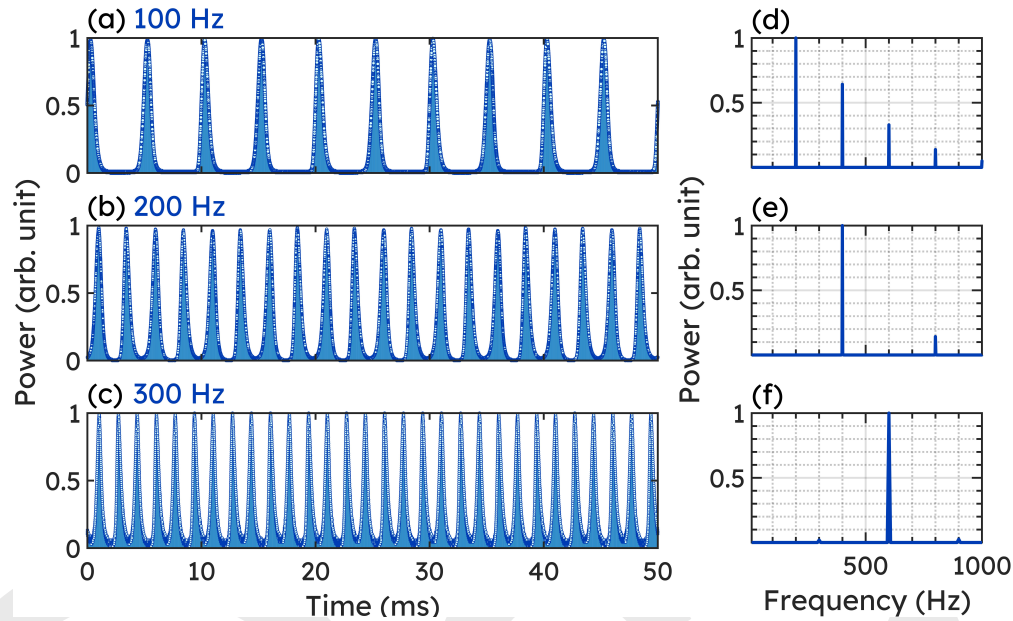 (a) 100 Hz
(d)
1
0.5
0
1
0.5
(b) 200 Hz
(e)
1
0.5
0
1
0.5
Power (arb. unit)
Power (arb. unit)
(c) 300 Hz
(f)
1
0.5
0
1
0.5
0 10 20 30 40 50
500 1000
Time (ms)
Frequency (Hz)